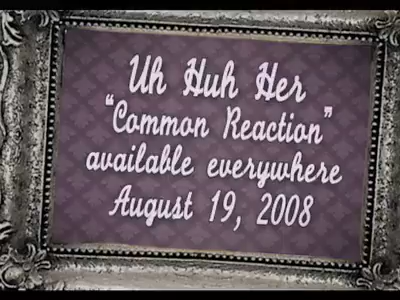 Uh Huh Her
"Common Reaction"
available everywhere
August 19, 2008